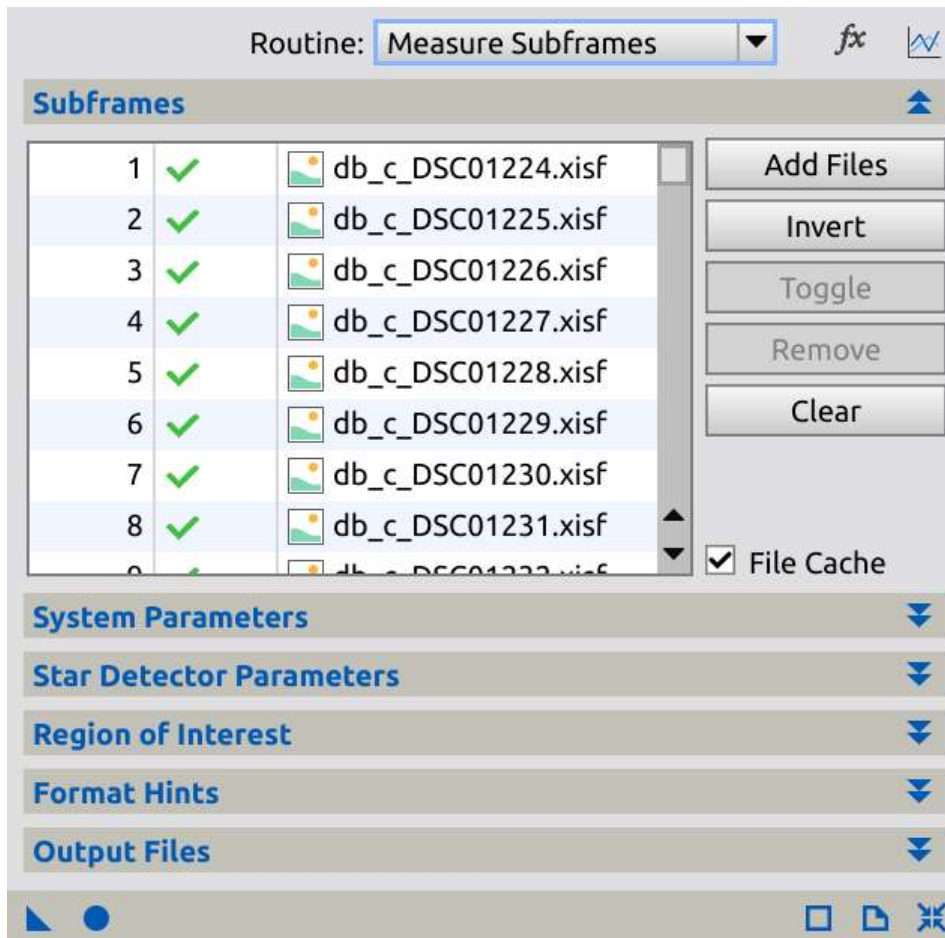 Routine: Measure Subframes fx
Subframes
1 db_c_DSC01224.xisf
2 db_c_DSC01225.xisf
3 db_c_DSC01226.xisf
4 db_c_DSC01227.xisf
5 db_c_DSC01228.xisf
6 db_c_DSC01229.xisf
7 db_c_DSC01230.xisf
8 db_c_DSC01231.xisf
Add Files
Invert
Toggle
Remove
Clear
File Cache
System Parameters
Star Detector Parameters
Region of Interest
Format Hints
Output Files